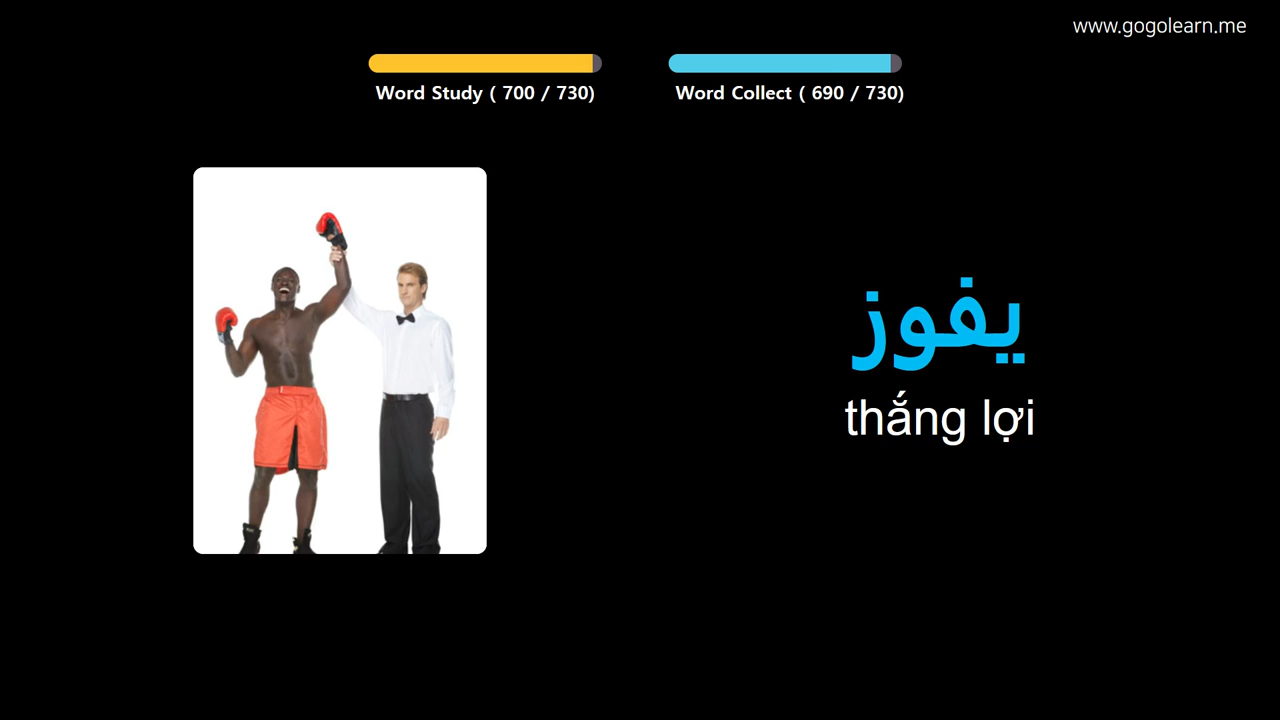 www.gogolearn.me
Word Study ( 700 / 730)
Word Collect ( 690 / 730)
يفوز
thắng lợi